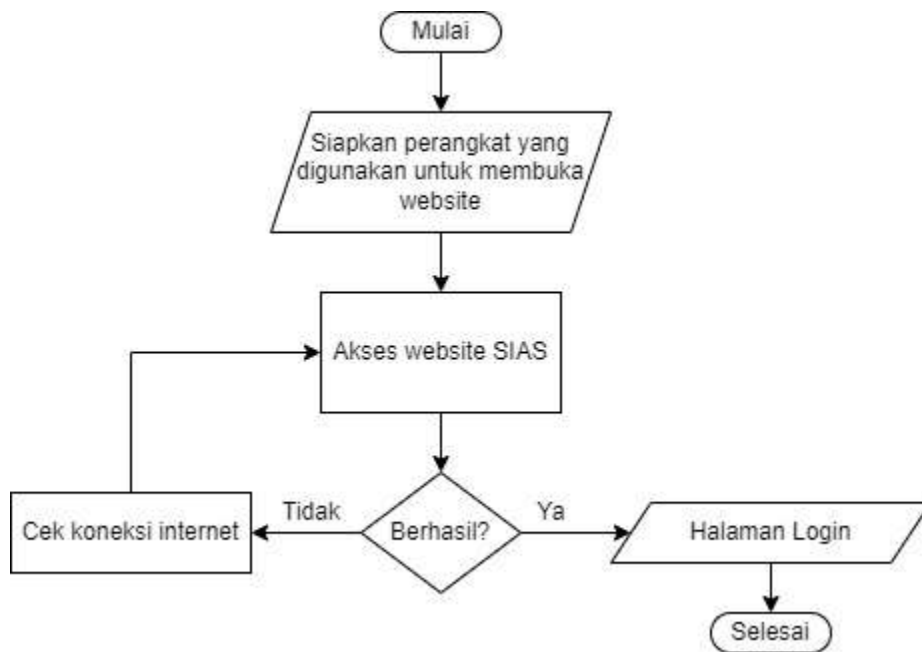 Mulai
Siapkan perangkat yang
digunakan untuk membuka
website
Akses website SIAS
Berhasil?
Tidak
Ya
Cek koneksi internet
Halaman Login
Selesai